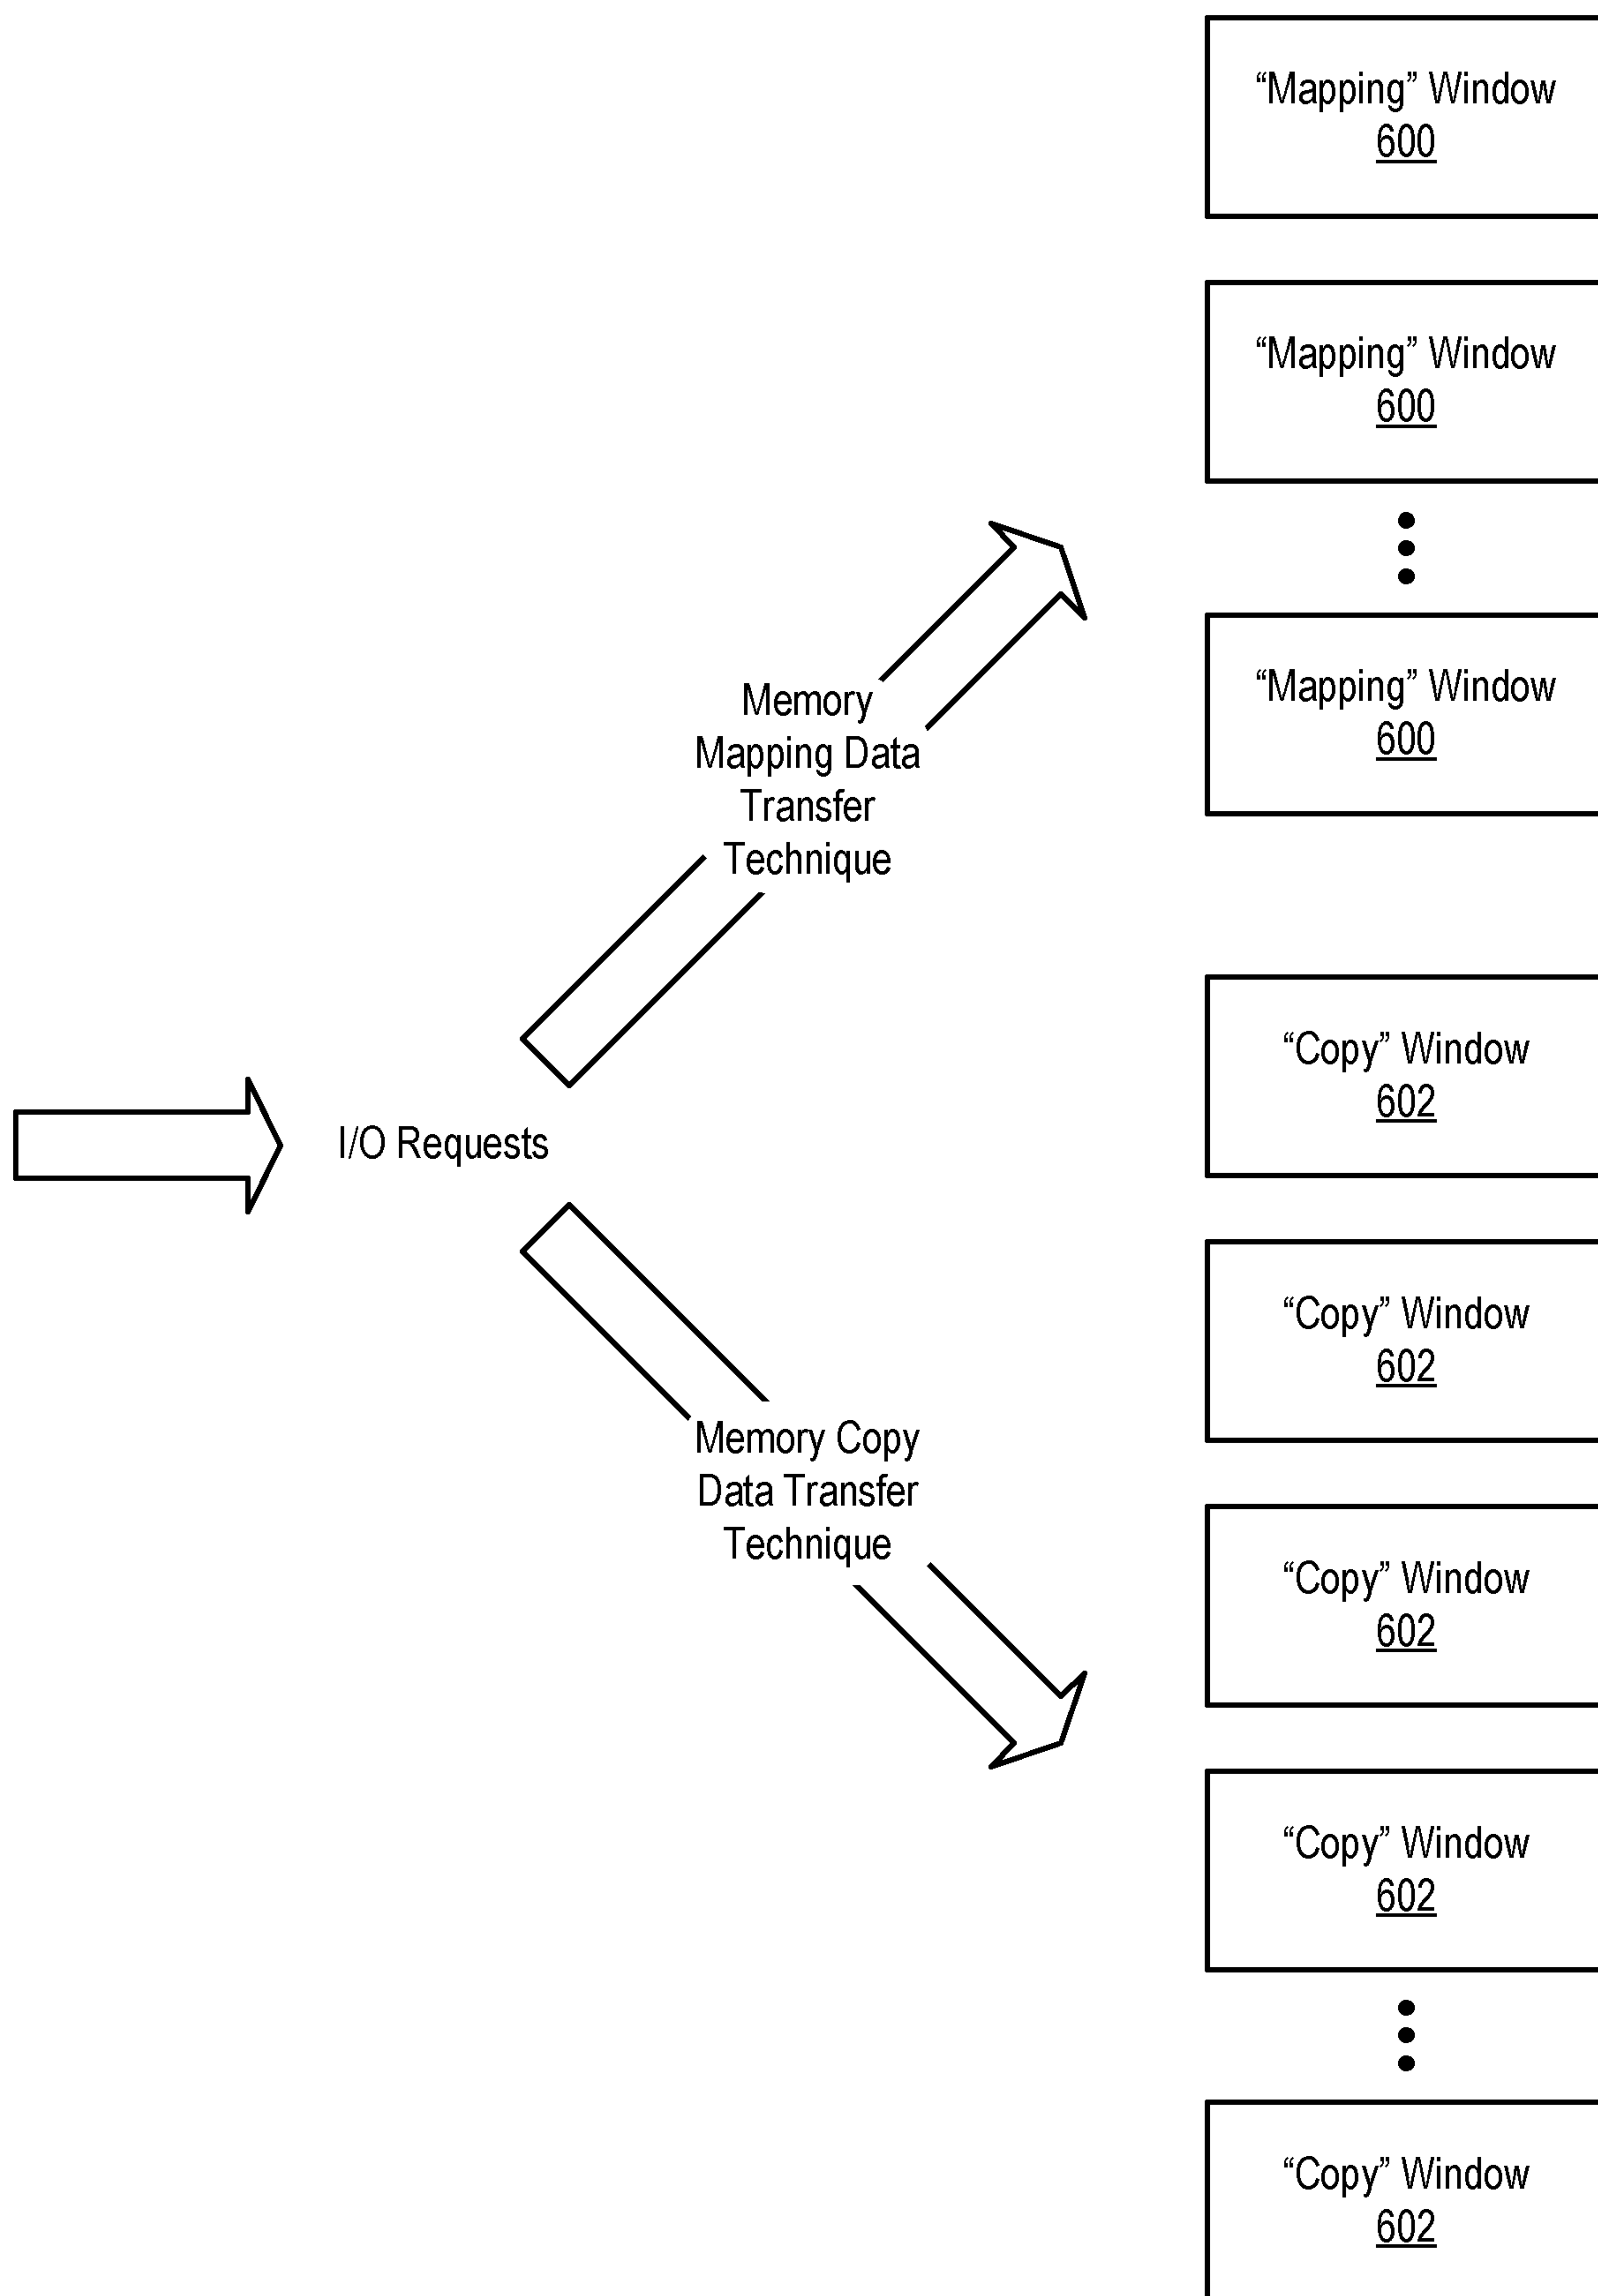 “Mapping” Window
600
“Mapping” Window
600
“Mapping” Window
600
Memory
Mapping Data
Transfer
Technique
I/O Requests
Memory Copy
Data Transfer
Technique
“Copy” Window
602
“Copy” Window
602
“Copy” Window
602
“Copy” Window
602
“Copy” Window
602